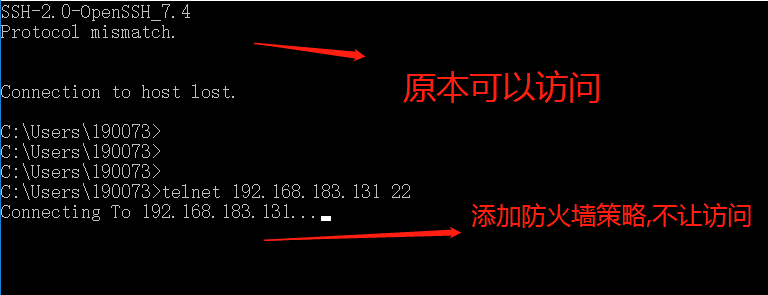 SSH-2.0-OpenSSH_7.4
Protocol mismatch.
原本可以访问
Connection to host lost.
C:\Users\190073>
C:\Users\190073>
C:\Users\190073>
C:\Users\190073>telnet 192.168.183.131 22
Connecting To 192.168.183.131...
添加防火墙策略,不让访问